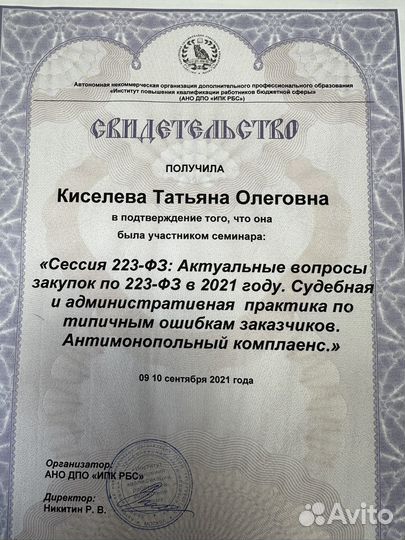 Автономная некоммерческая организация дополнительного профессионального образования
«Институт повышения квалификации работников бюджетной сферы»
(АНО ДПО «ИПК РБС»)
СВИДЕТЕЛЬСТВО
ПОЛУЧИЛА
Киселева Татьяна Олеговна
в подтверждение того, что она
была участником семинара:
«Сессия 223-ФЗ: Актуальные вопросы
закупок по 223-ФЗ в 2021 году. Судебная
и административная практика по
типичным ошибкам заказчиков.
Антимонопольный комплаенс.»
09 10 сентября 2021 года
Организатор:
АНО ДПО «ИПК РБС»
Директор:
Никитин Р. В.
Avito